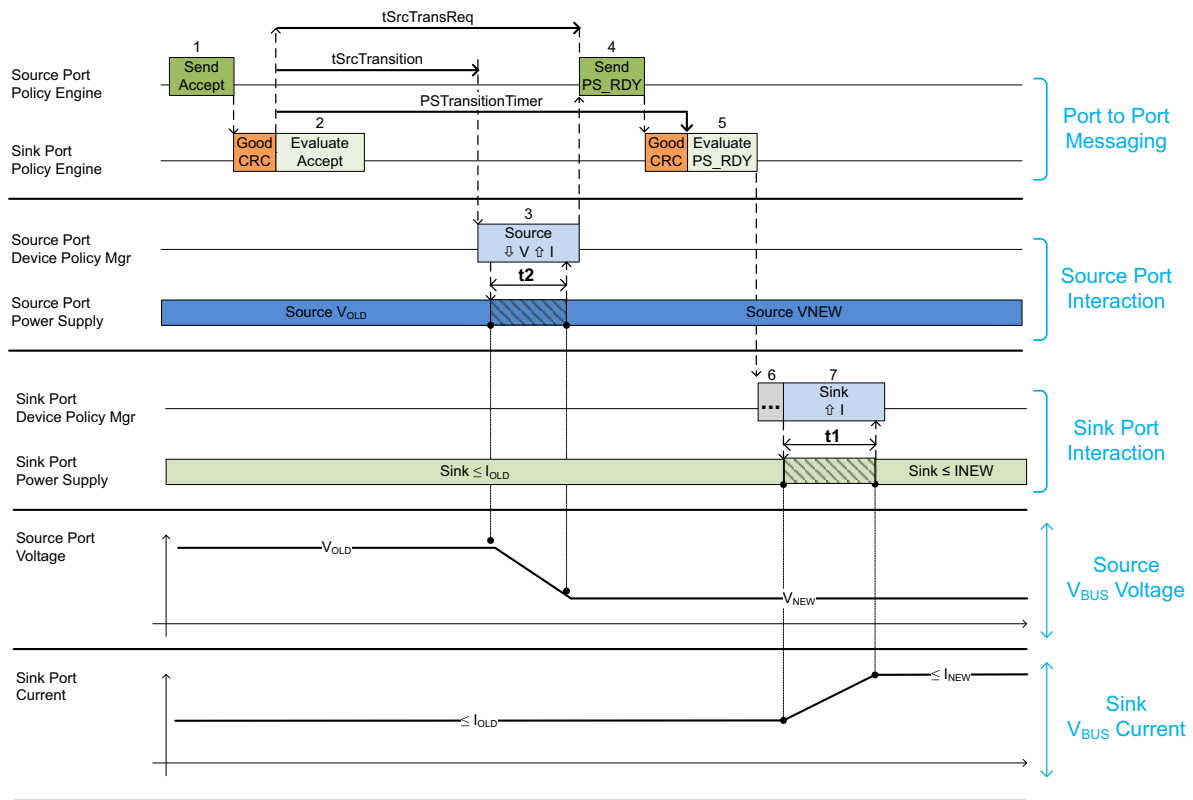 tSrcTransReq
1
4
Source Port
Policy Engine
Send
Accept
tSrcTransition
Send
PS_RDY
PSTransitionTimer
2
5
Sink Port
Policy Engine
Good
CRC
Evaluate
Accept
Good
CRC
Evaluate
PS_RDY
Port to Port
Messaging
3
Source Port
Device Policy Mgr
Source
⇩ V ⇧ I
t2
Source Port
Power Supply
Source VOLD
Source VNEW
Source Port
Interaction
6
7
Sink Port
Device Policy Mgr
...
Sink
⇧ I
t1
Sink Port
Power Supply
Sink ≤ IOLD
Sink ≤ INEW
Sink Port
Interaction
Source Port
Voltage
VOLD
VNEW
Source
VBUS Voltage
Sink Port
Current
≤ IOLD
≤ INEW
Sink
VBUS Current